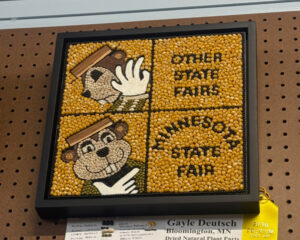 OTHER
STATE
FAIRS
MINNESOTA
STATE
FAIR
Gayle Deutsch
Bloomington, MN
Dried Natural Plant Parts